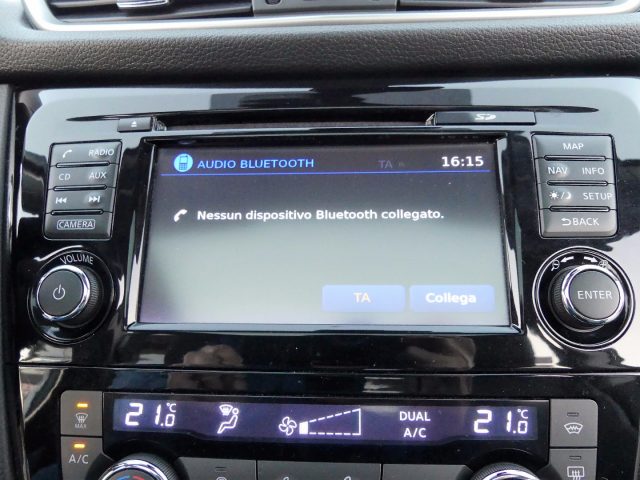 SD
RADIO
CD AUX
CAMERA
VOLUME
AUDIO BLUETOOTH TA 16:15
Nessun dispositivo Bluetooth collegato.
TA Collega
MAP
NAV INFO
SETUP
BACK
ENTER
MAX
A/C
21.0 °C DUAL A/C 21.0 °C